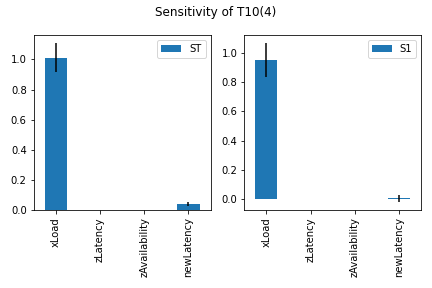 Sensitivity of T10(4)
ST
1.0
0.8
0.6
0.4
0.2
0.0
xLoad
zLatency
zAvailability
newLatency
S1
1.0
0.8
0.6
0.4
0.2
0.0
xLoad
zLatency
zAvailability
newLatency